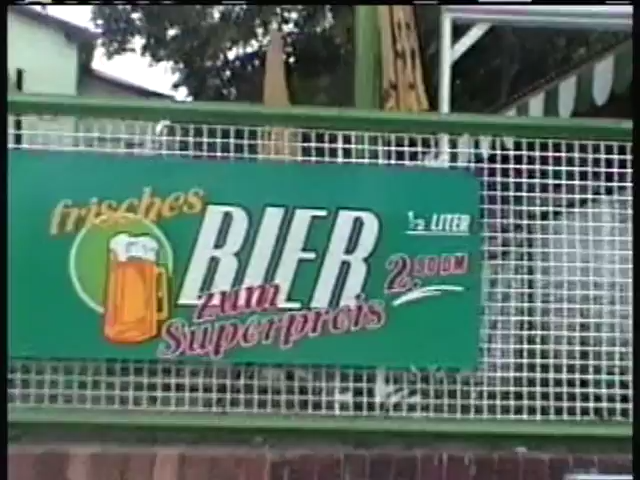 frisches
BIER
zum
Superpreis
½ LITER
2.50 DM